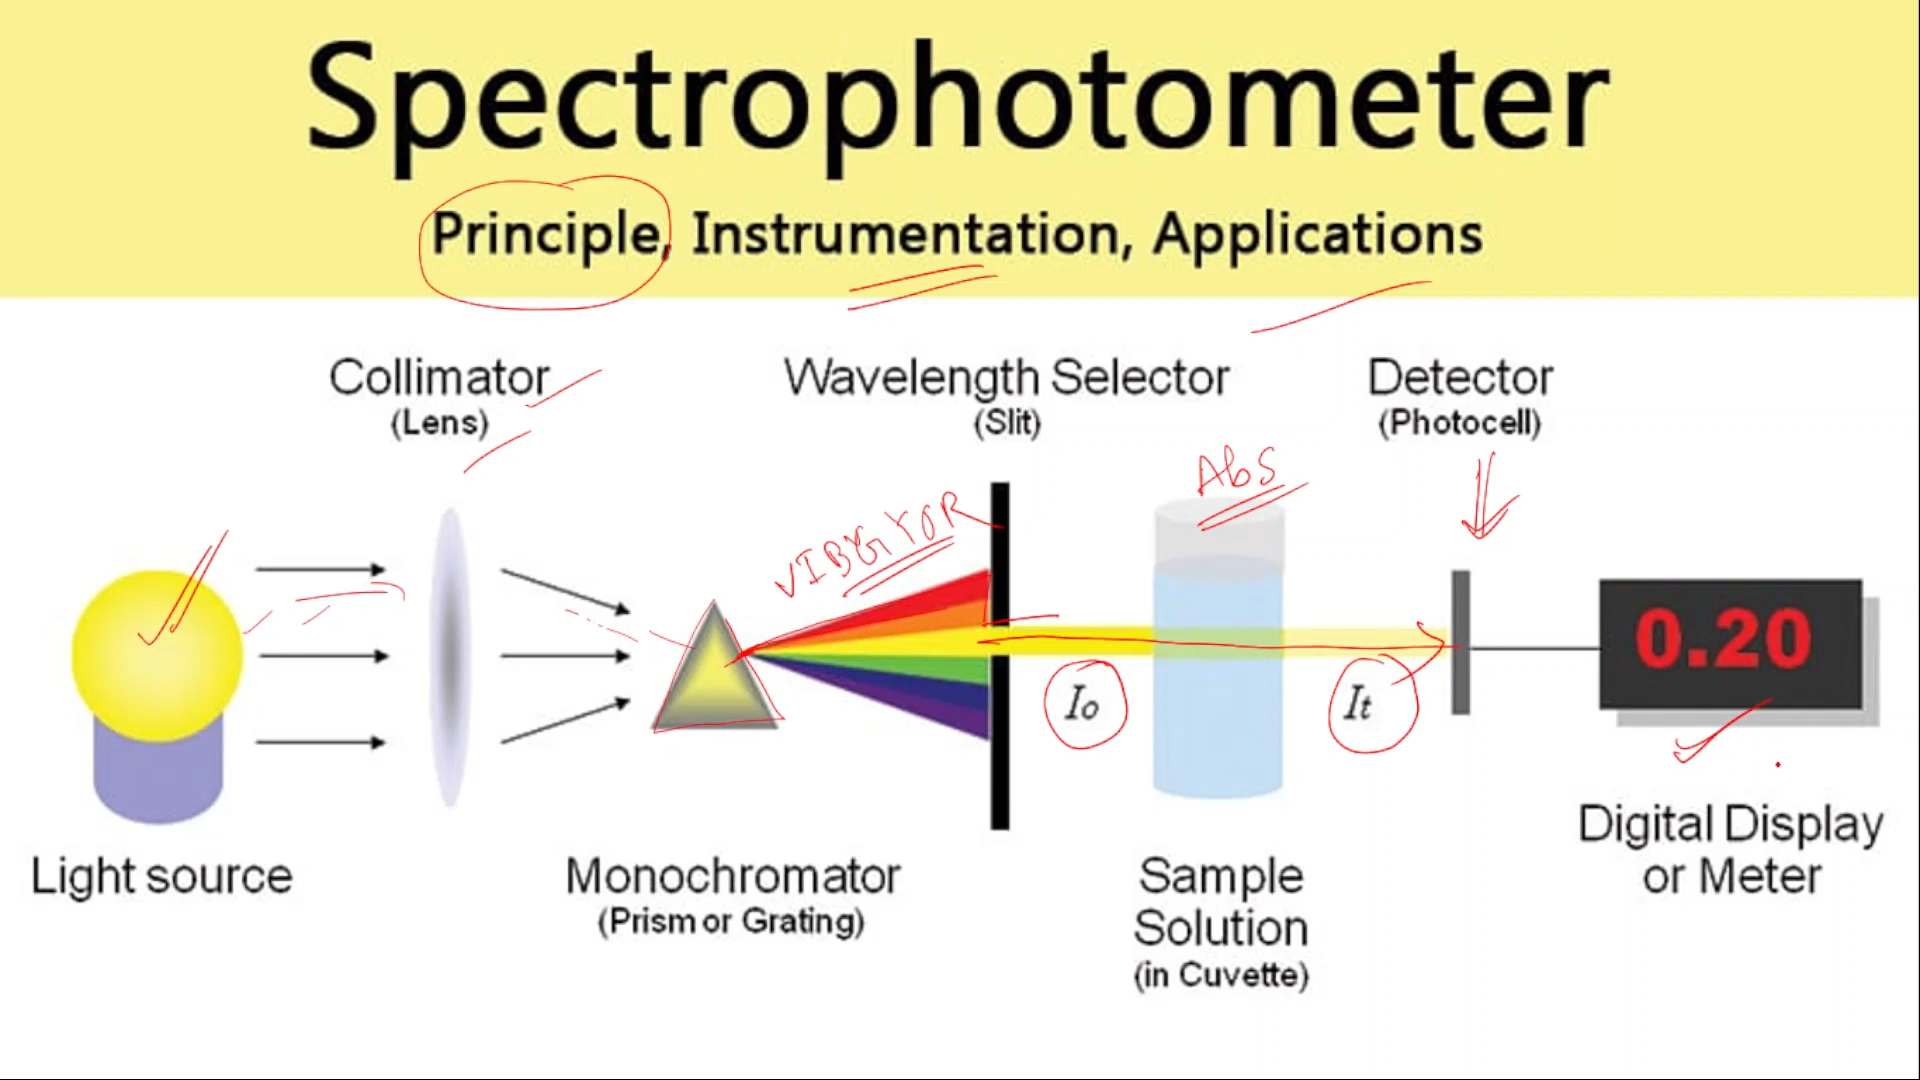 Spectrophotometer
Principle, Instrumentation, Applications
Collimator
(Lens)
Wavelength Selector
(Slit)
Detector
(Photocell)
Abs
VIBGYOR
0.20
Io
It
Light source
Monochromator
(Prism or Grating)
Sample
Solution
(in Cuvette)
Digital Display
or Meter